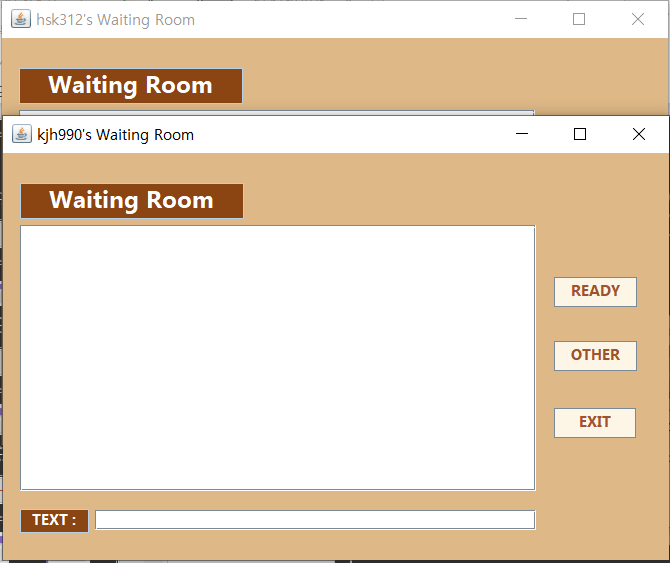 hsk312's Waiting Room
Waiting Room
kjh990's Waiting Room
Waiting Room
READY
OTHER
EXIT
TEXT :